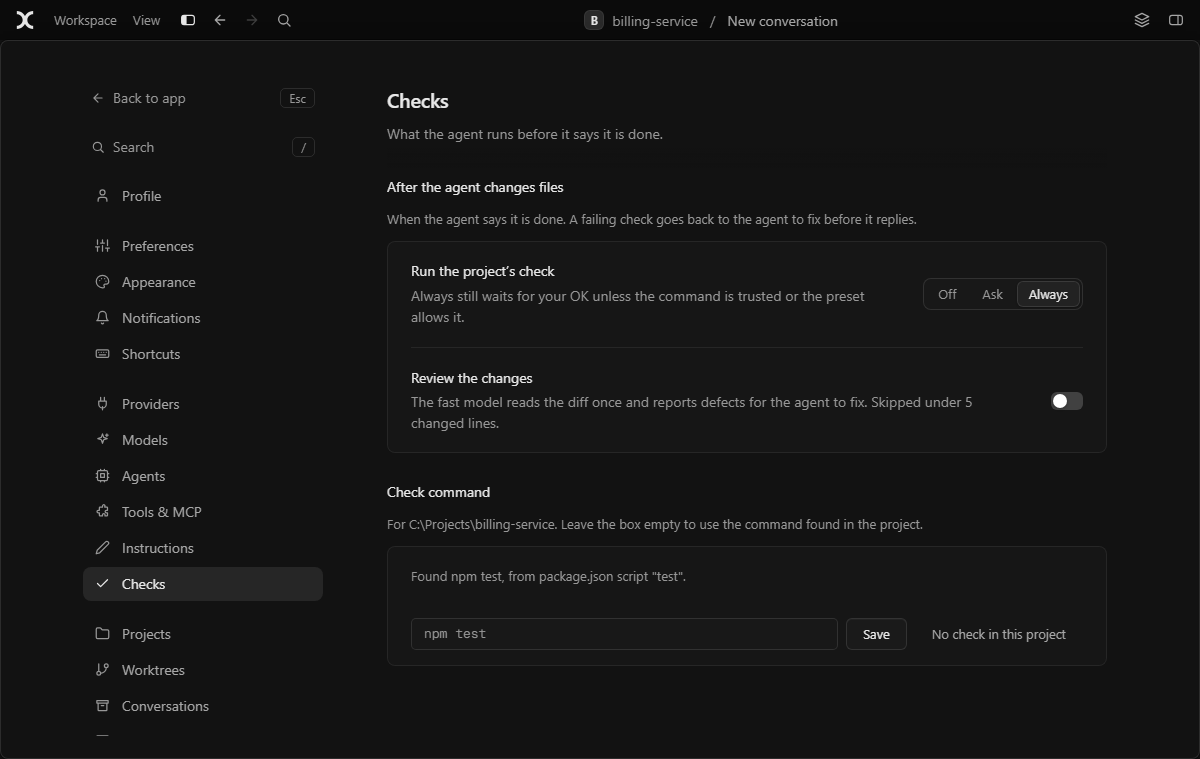 Workspace View
B billing-service / New conversation
Back to app Esc
Search /
Profile
Preferences
Appearance
Notifications
Shortcuts
Providers
Models
Agents
Tools & MCP
Instructions
Checks
Projects
Worktrees
Conversations
Checks
What the agent runs before it says it is done.
After the agent changes files
When the agent says it is done. A failing check goes back to the agent to fix before it replies.
Run the project's check
Always still waits for your OK unless the command is trusted or the preset
allows it.
Off Ask Always
Review the changes
The fast model reads the diff once and reports defects for the agent to fix. Skipped under 5
changed lines.
Check command
For C:\Projects\billing-service. Leave the box empty to use the command found in the project.
Found npm test, from package.json script "test".
npm test Save No check in this project